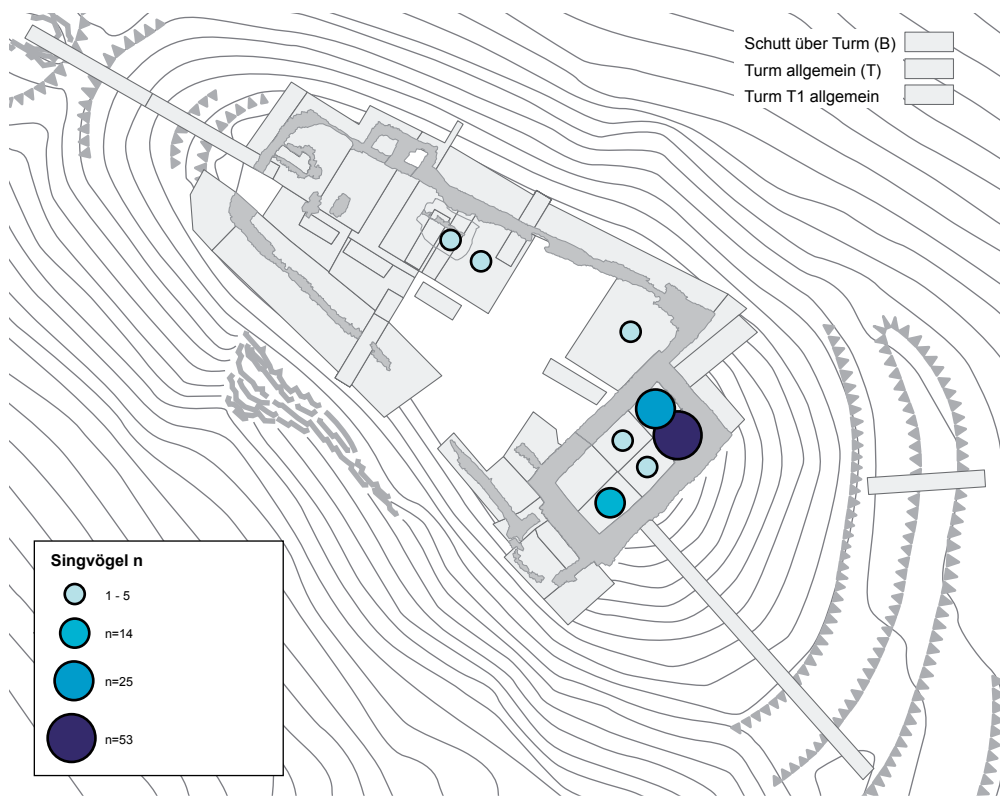 Schutt über Turm (B)
Turm allgemein (T)
Turm T1 allgemein
Singvögel n
1 - 5
n=14
n=25
n=53